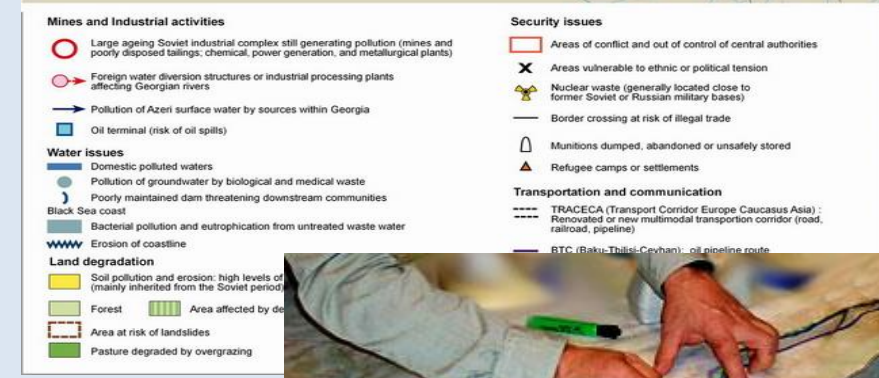 Mines and Industrial activities
Large ageing Soviet industrial complex still generating pollution (mines and
poorly disposed tailings; chemical, power generation, and metallurgical plants)
Foreign water diversion structures or industrial processing plants
affecting Georgian rivers
Pollution of Azeri surface water by sources within Georgia
Oil terminal (risk of oil spills)
Water issues
Domestic polluted waters
Pollution of groundwater by biological and medical waste
Poorly maintained dam threatening downstream communities
Black Sea coast
Bacterial pollution and eutrophication from untreated waste water
Erosion of coastline
Land degradation
Soil pollution and erosion: high levels of
(mainly inherited from the Soviet period)
Forest
Area affected by de
Area at risk of landslides
Pasture degraded by overgrazing
Security issues
Areas of conflict and out of control of central authorities
Areas vulnerable to ethnic or political tension
Nuclear waste (generally located close to
former Soviet or Russian military bases)
Border crossing at risk of illegal trade
Munitions dumped, abandoned or unsafely stored
Refugee camps or settlements
Transportation and communication
TRACECA (Transport Corridor Europe Caucasus Asia) :
Renovated or new multimodal transportion corridor (road,
railroad, pipeline)
BTC (Baku-Tbilisi-Ceyhan): oil pipeline route